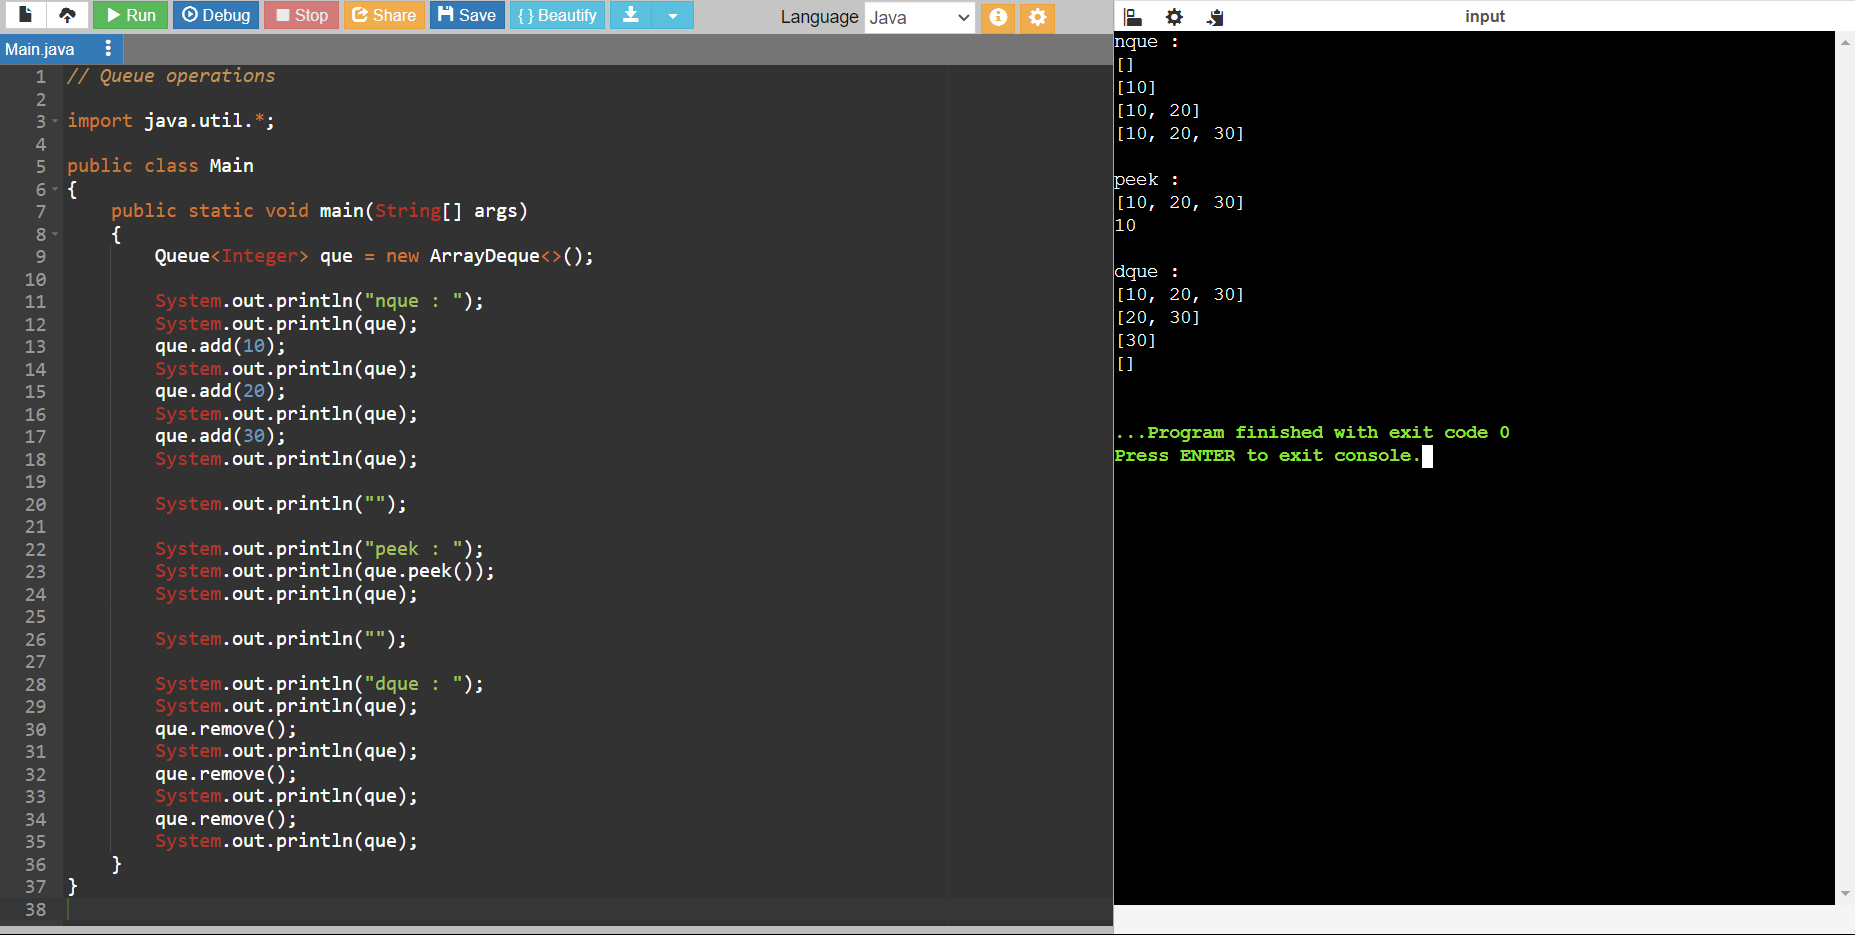 Run Debug Stop Share Save { } Beautify Language Java
Main.java
1 // Queue operations
2
3 import java.util.*;
4
5 public class Main
6 {
7     public static void main(String[] args)
8     {
9         Queue<Integer> que = new ArrayDeque<>();
10
11         System.out.println("nque : ");
12         System.out.println(que);
13         que.add(10);
14         System.out.println(que);
15         que.add(20);
16         System.out.println(que);
17         que.add(30);
18         System.out.println(que);
19
20         System.out.println("");
21
22         System.out.println("peek : ");
23         System.out.println(que.peek());
24         System.out.println(que);
25
26         System.out.println("");
27
28         System.out.println("dque : ");
29         System.out.println(que);
30         que.remove();
31         System.out.println(que);
32         que.remove();
33         System.out.println(que);
34         que.remove();
35         System.out.println(que);
36     }
37 }
38
input
nque :
[]
[10]
[10, 20]
[10, 20, 30]
peek :
[10, 20, 30]
10
dque :
[10, 20, 30]
[20, 30]
[30]
[]
...Program finished with exit code 0
Press ENTER to exit console.